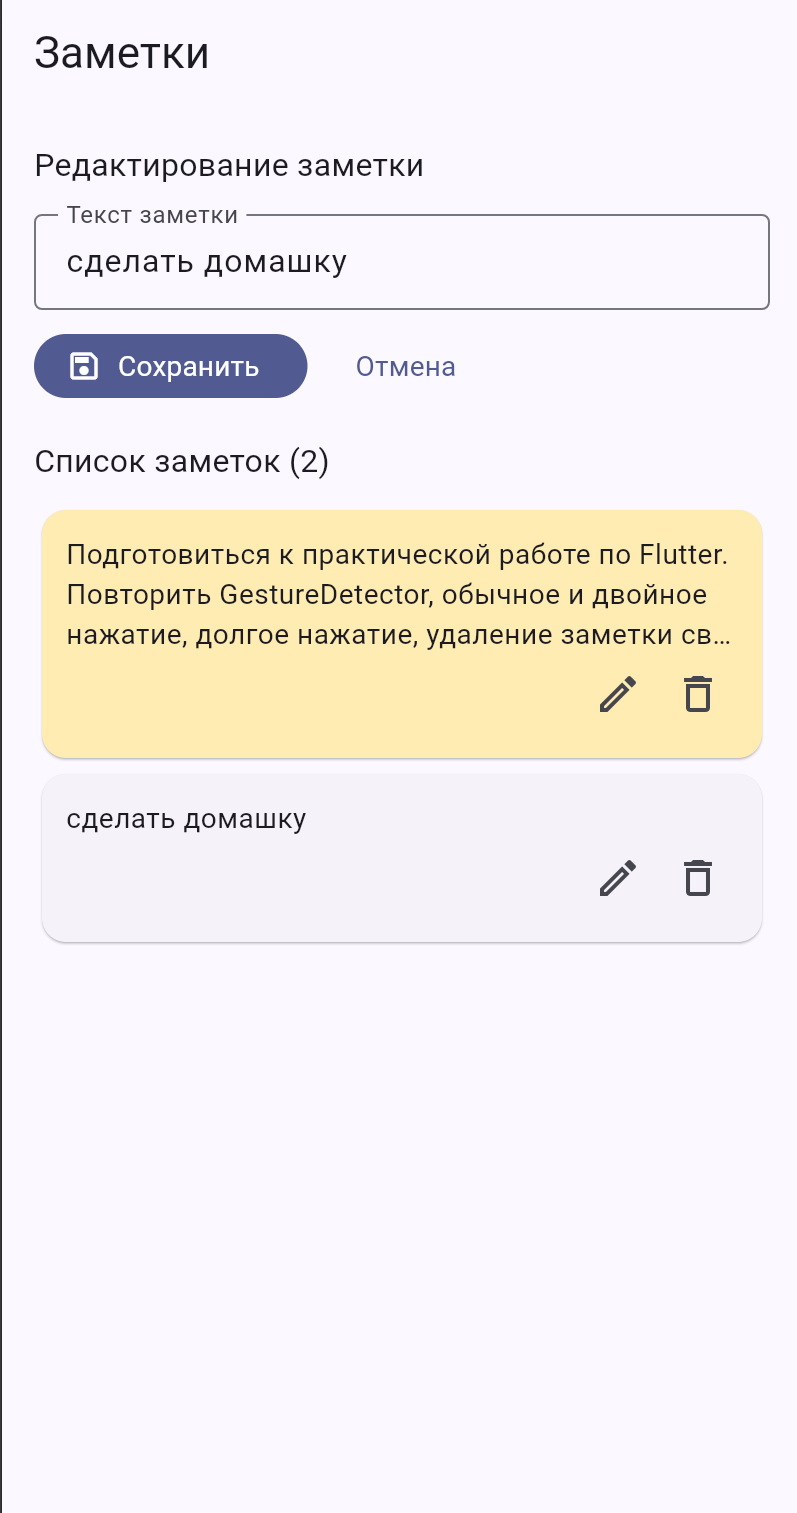 Заметки
Редактирование заметки
Текст заметки
сделать домашку
Сохранить
Отмена
Список заметок (2)
Подготовиться к практической работе по Flutter.
Повторить GestureDetector, обычное и двойное
нажатие, долгое нажатие, удаление заметки св…
сделать домашку